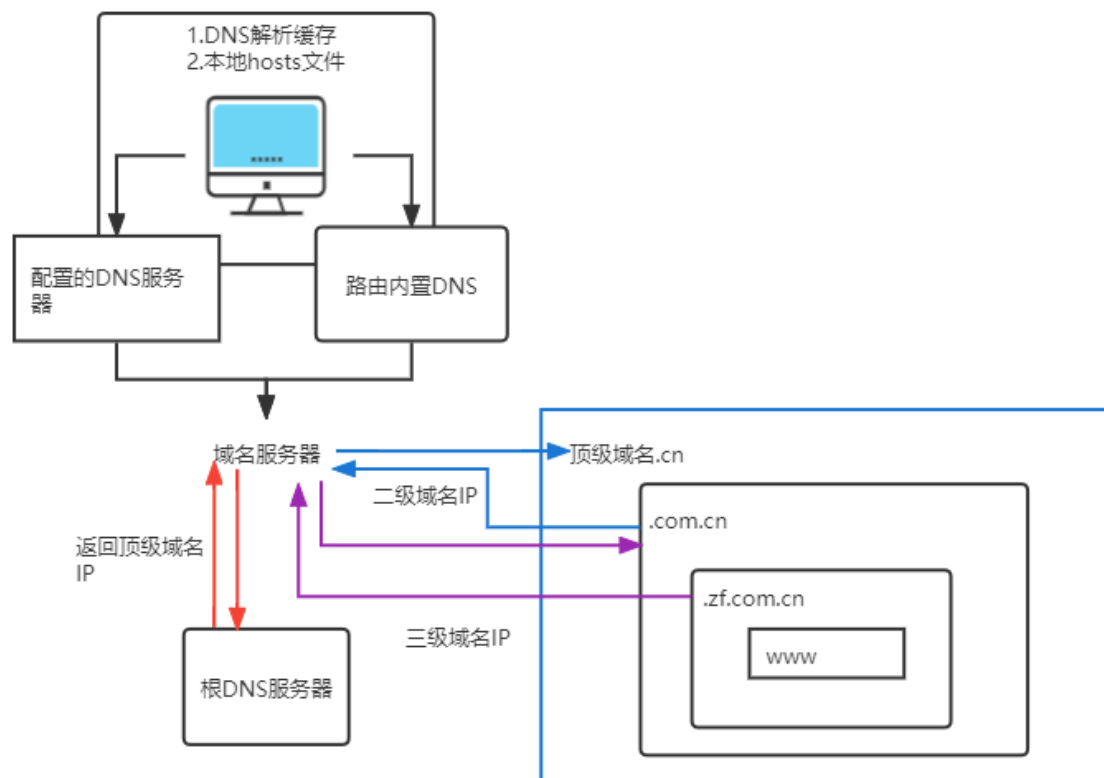 1.DNS解析缓存
2.本地hosts文件
配置的DNS服务
器
路由内置DNS
域名服务器
顶级域名.cn
二级域名IP
.com.cn
返回顶级域名
IP
.zf.com.cn
三级域名IP
www
根DNS服务器